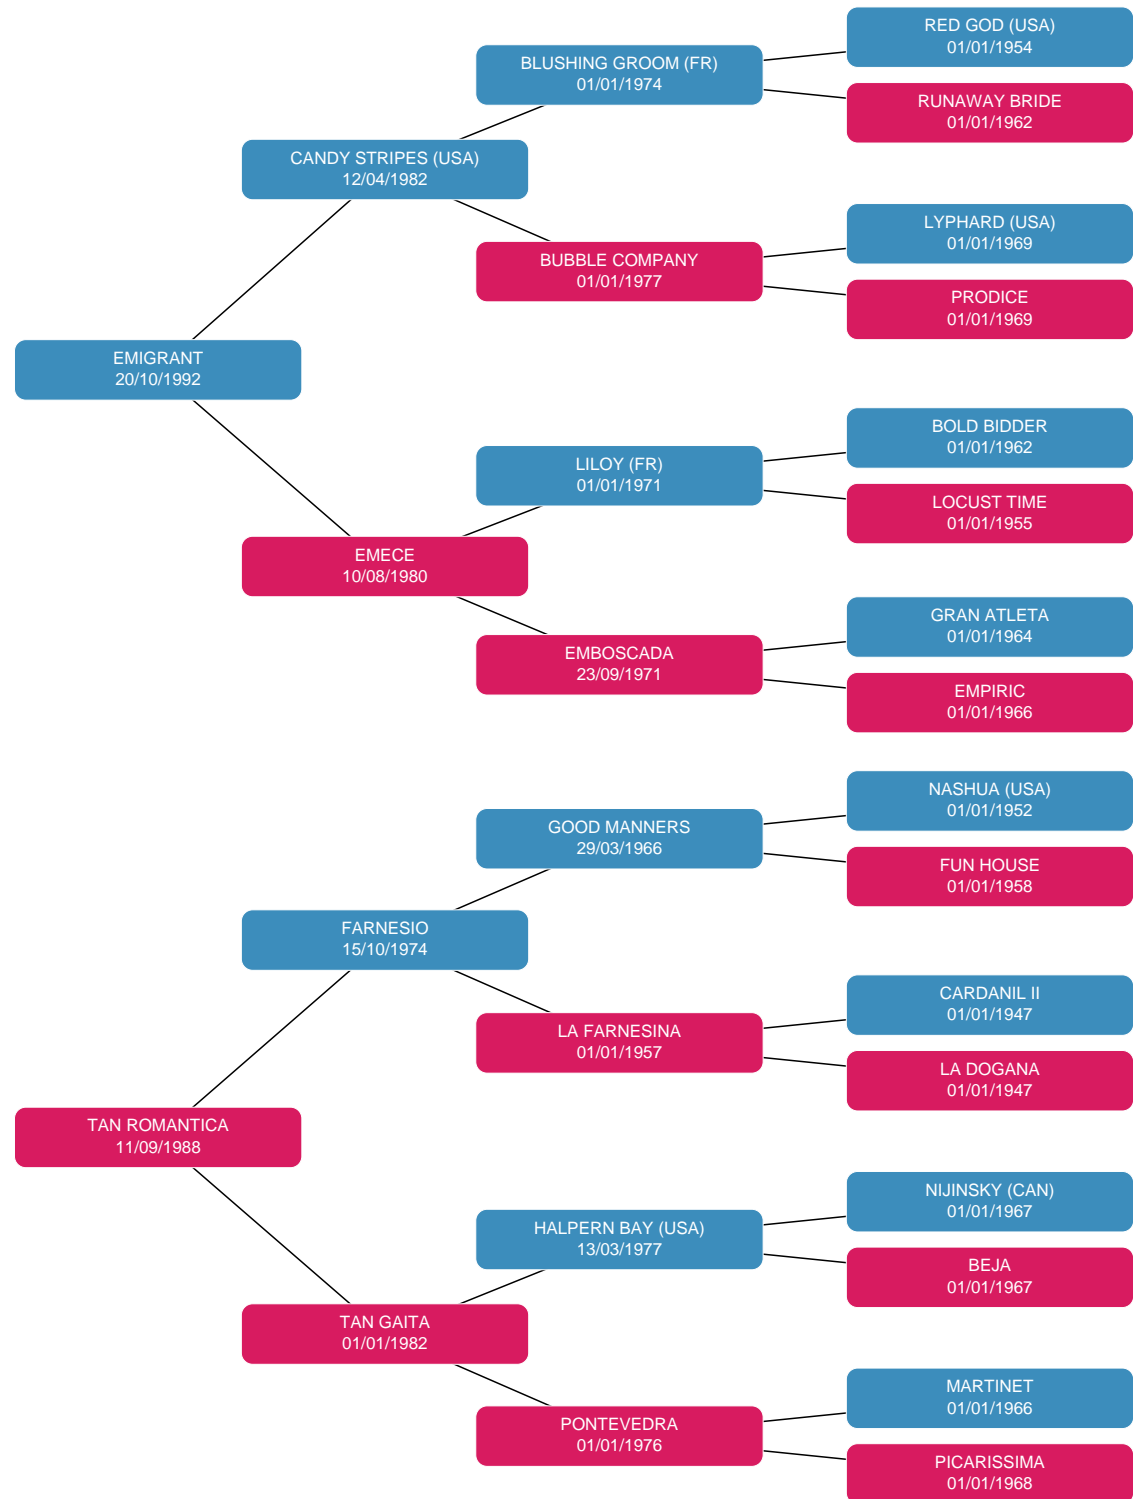 RED GOD (USA)
01/01/1954
BLUSHING GROOM (FR)
01/01/1974
RUNAWAY BRIDE
01/01/1962
CANDY STRIPES (USA)
12/04/1982
LYPHARD (USA)
01/01/1969
BUBBLE COMPANY
01/01/1977
PRODICE
01/01/1969
EMIGRANT
20/10/1992
BOLD BIDDER
01/01/1962
LILOY (FR)
01/01/1971
LOCUST TIME
01/01/1955
EMECE
10/08/1980
GRAN ATLETA
01/01/1964
EMBOSCADA
23/09/1971
EMPIRIC
01/01/1966
NASHUA (USA)
01/01/1952
GOOD MANNERS
29/03/1966
FUN HOUSE
01/01/1958
FARNESIO
15/10/1974
CARDANIL II
01/01/1947
LA FARNESINA
01/01/1957
LA DOGANA
01/01/1947
TAN ROMANTICA
11/09/1988
NIJINSKY (CAN)
01/01/1967
HALPERN BAY (USA)
13/03/1977
BEJA
01/01/1967
TAN GAITA
01/01/1982
MARTINET
01/01/1966
PONTEVEDRA
01/01/1976
PICARISSIMA
01/01/1968